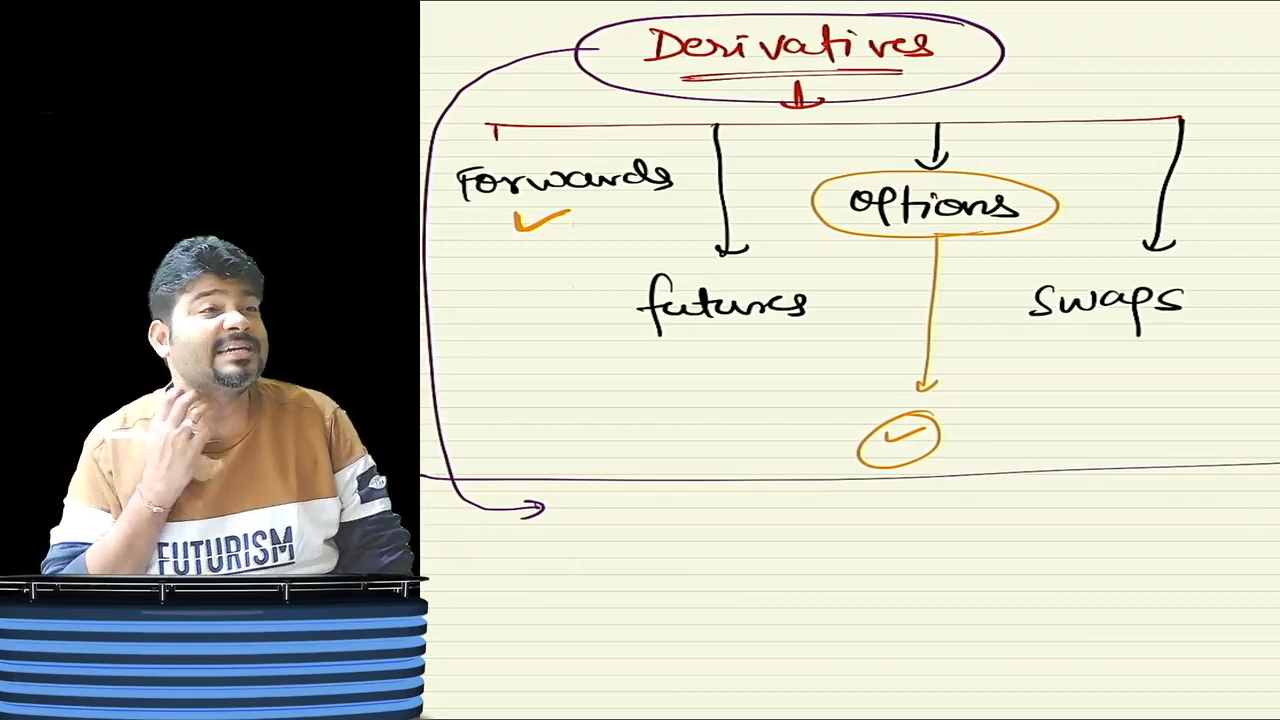 Derivatives
Forwards
options
futures
swaps
FUTURISM